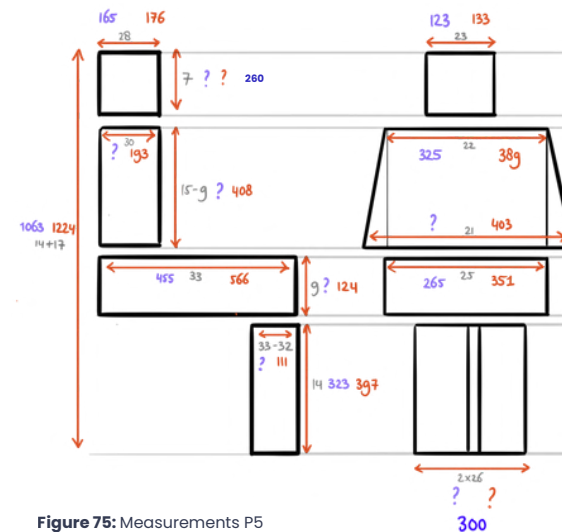 165 176 123 133
28 23
7 ? ? 260
30 22
? 193 325 389
15-9 ? 408
? 403
1063 1224 21
14+17
455 33 566 9 ? 124 265 25 351
33-32
? 111 14 323 397
2x26
? ?
Figure 75: Measurements P5 300